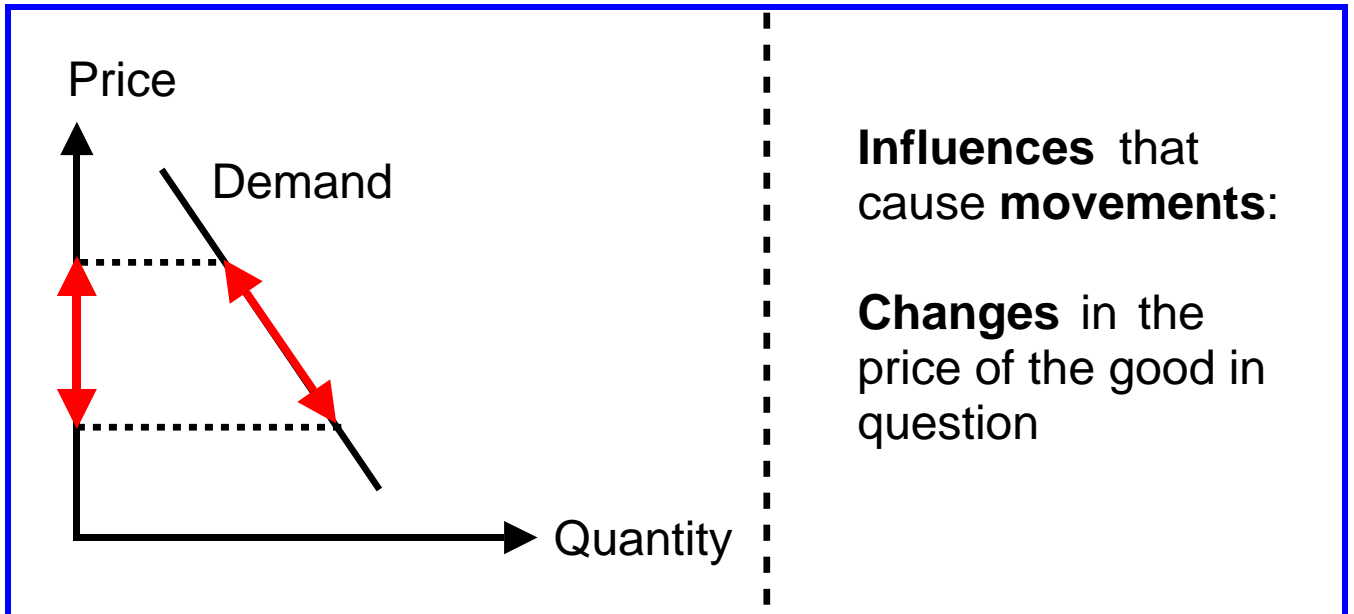 Price
Demand
Quantity
Influences that
cause movements:
Changes in the
price of the good in
question